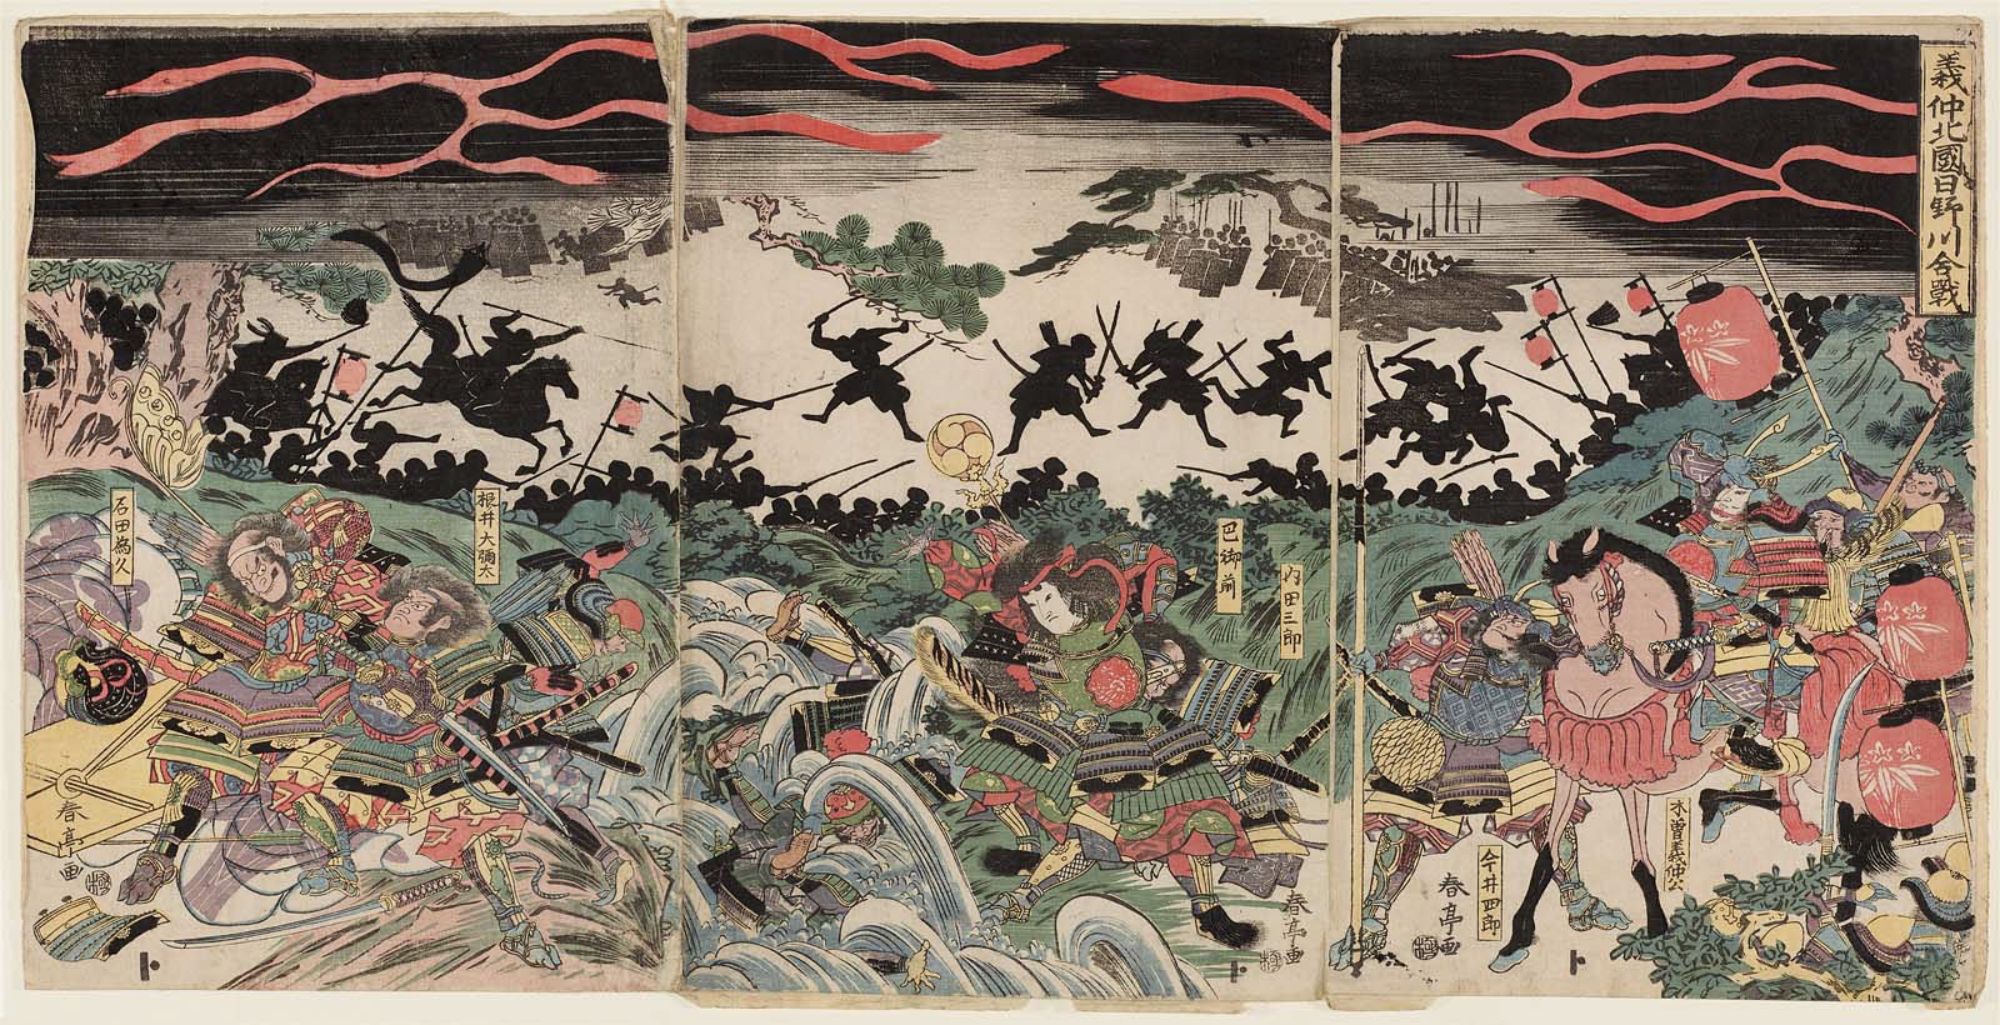 義仲北國日野川合戰
木曽義仲公
今井四郎
春亭画
内田三郎
巴御前
春亭画
根井大彌太
石田為久
春亭画